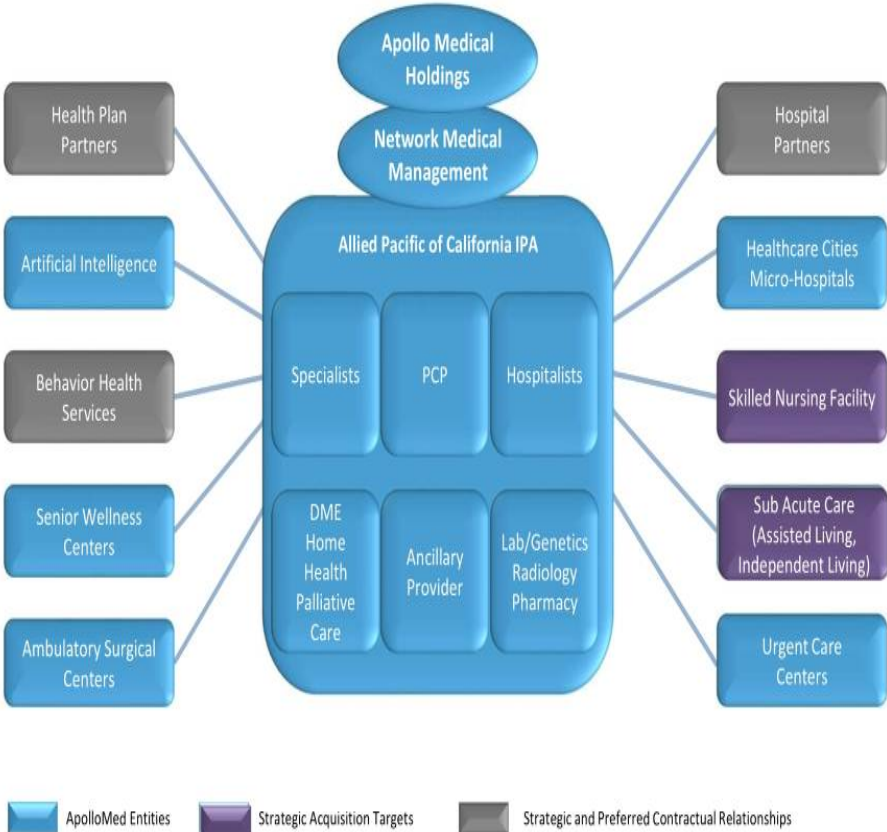 Apollo Medical
Holdings
Network Medical
Management
Health Plan
Partners
Artificial Intelligence
Behavior Health
Services
Senior Wellness
Centers
Ambulatory Surgical
Centers
Allied Pacific of California IPA
Specialists
PCP
Hospitalists
DME
Home
Health
Palliative
Care
Ancillary
Provider
Lab/Genetics
Radiology
Pharmacy
Hospital
Partners
Healthcare Cities
Micro-Hospitals
Skilled Nursing Facility
Sub Acute Care
(Assisted Living,
Independent Living)
Urgent Care
Centers
ApolloMed Entities
Strategic Acquisition Targets
Strategic and Preferred Contractual Relationships